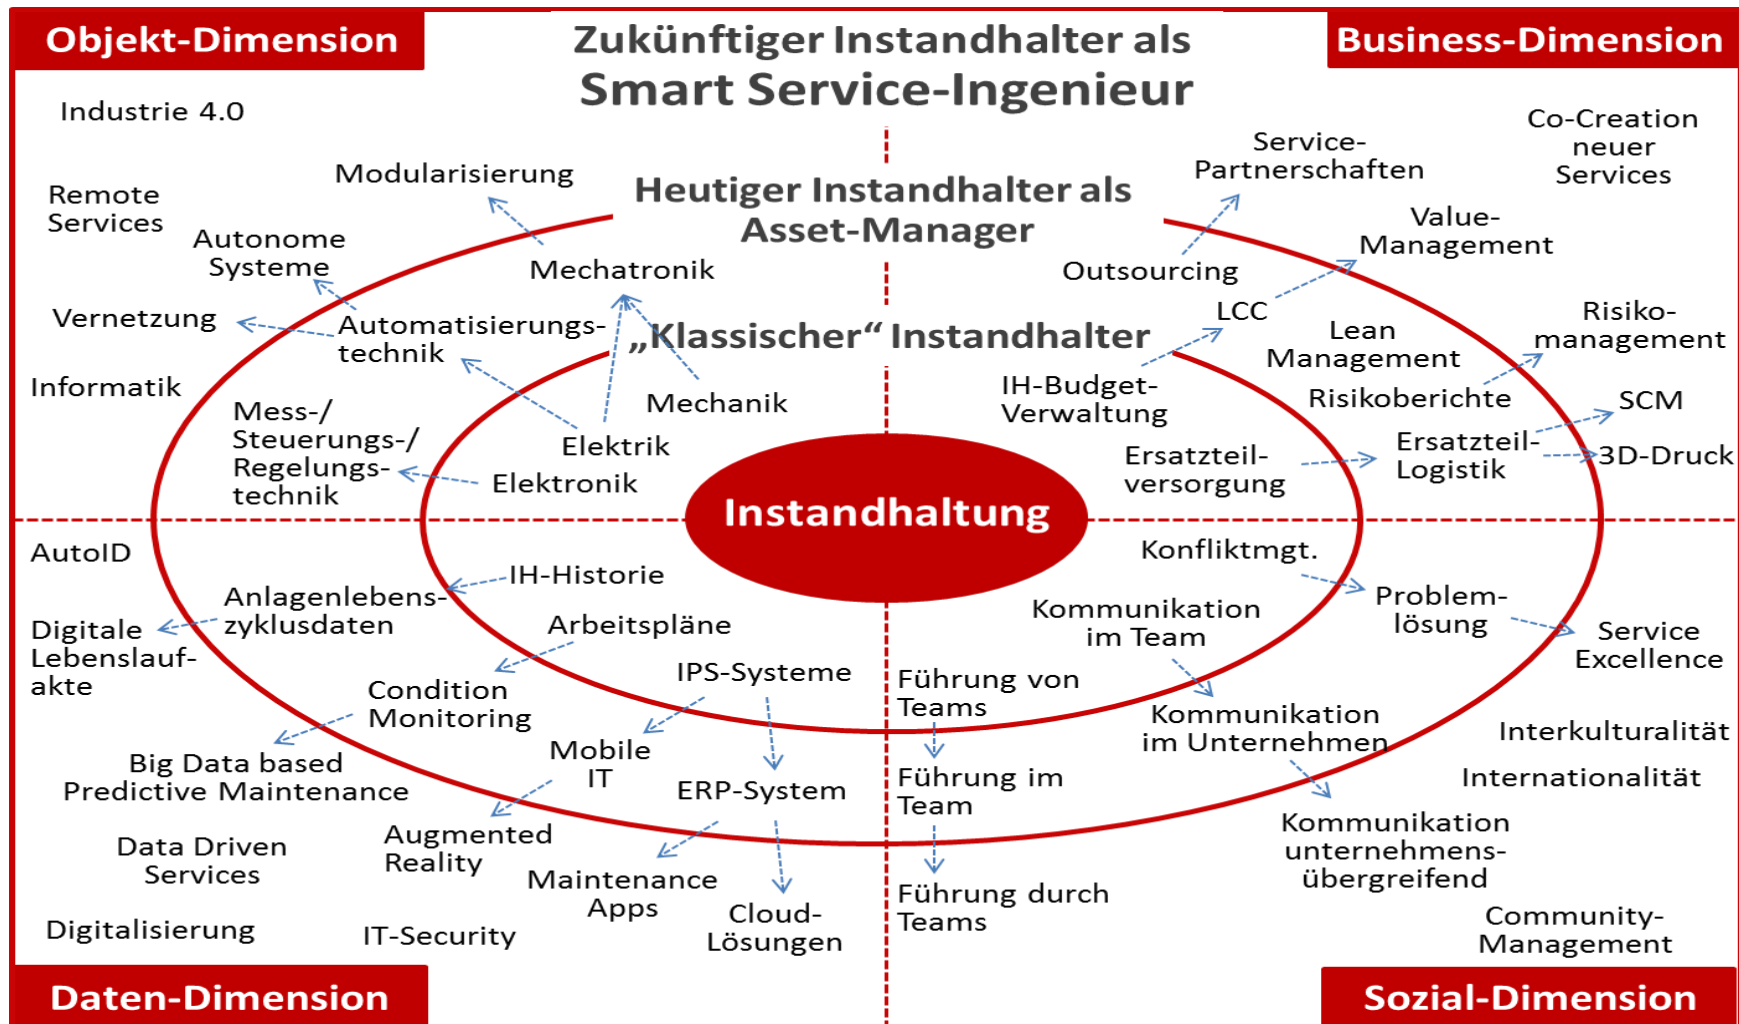 Objekt-Dimension
Zukünftiger Instandhalter als
Smart Service-Ingenieur
Business-Dimension
Industrie 4.0
Modularisierung
Remote
Services
Autonome
Systeme
Vernetzung
Informatik
Mechatronik
Automatisierungs-
technik
Mess-/
Steuerungs-/
Regelungs-
technik
Mechanik
Elektrik
Elektronik
Heutiger Instandhalter als
Asset-Manager
„Klassischer“ Instandhalter
Service-
Partnerschaften
Co-Creation
neuer
Services
Value-
Management
Outsourcing
LCC
Lean
Management
Risiko-
management
Risikoberichte
IH-Budget-
Verwaltung
SCM
Ersatzteil-
versorgung
Ersatzteil-
Logistik
3D-Druck
Instandhaltung
AutoID
IH-Historie
Anlagenlebens-
zyklusdaten
Digitale
Lebenslauf-
akte
Arbeitspläne
IPS-Systeme
Condition
Monitoring
Mobile
IT
ERP-System
Big Data based
Predictive Maintenance
Data Driven
Services
Augmented
Reality
Maintenance
Apps
Cloud-
Lösungen
Digitalisierung
IT-Security
Konfliktmgt.
Kommunikation
im Team
Problem-
lösung
Service
Excellence
Führung von
Teams
Kommunikation
im Unternehmen
Führung im
Team
Interkulturalität
Internationalität
Kommunikation
unternehmens-
übergreifend
Führung durch
Teams
Community-
Management
Daten-Dimension
Sozial-Dimension